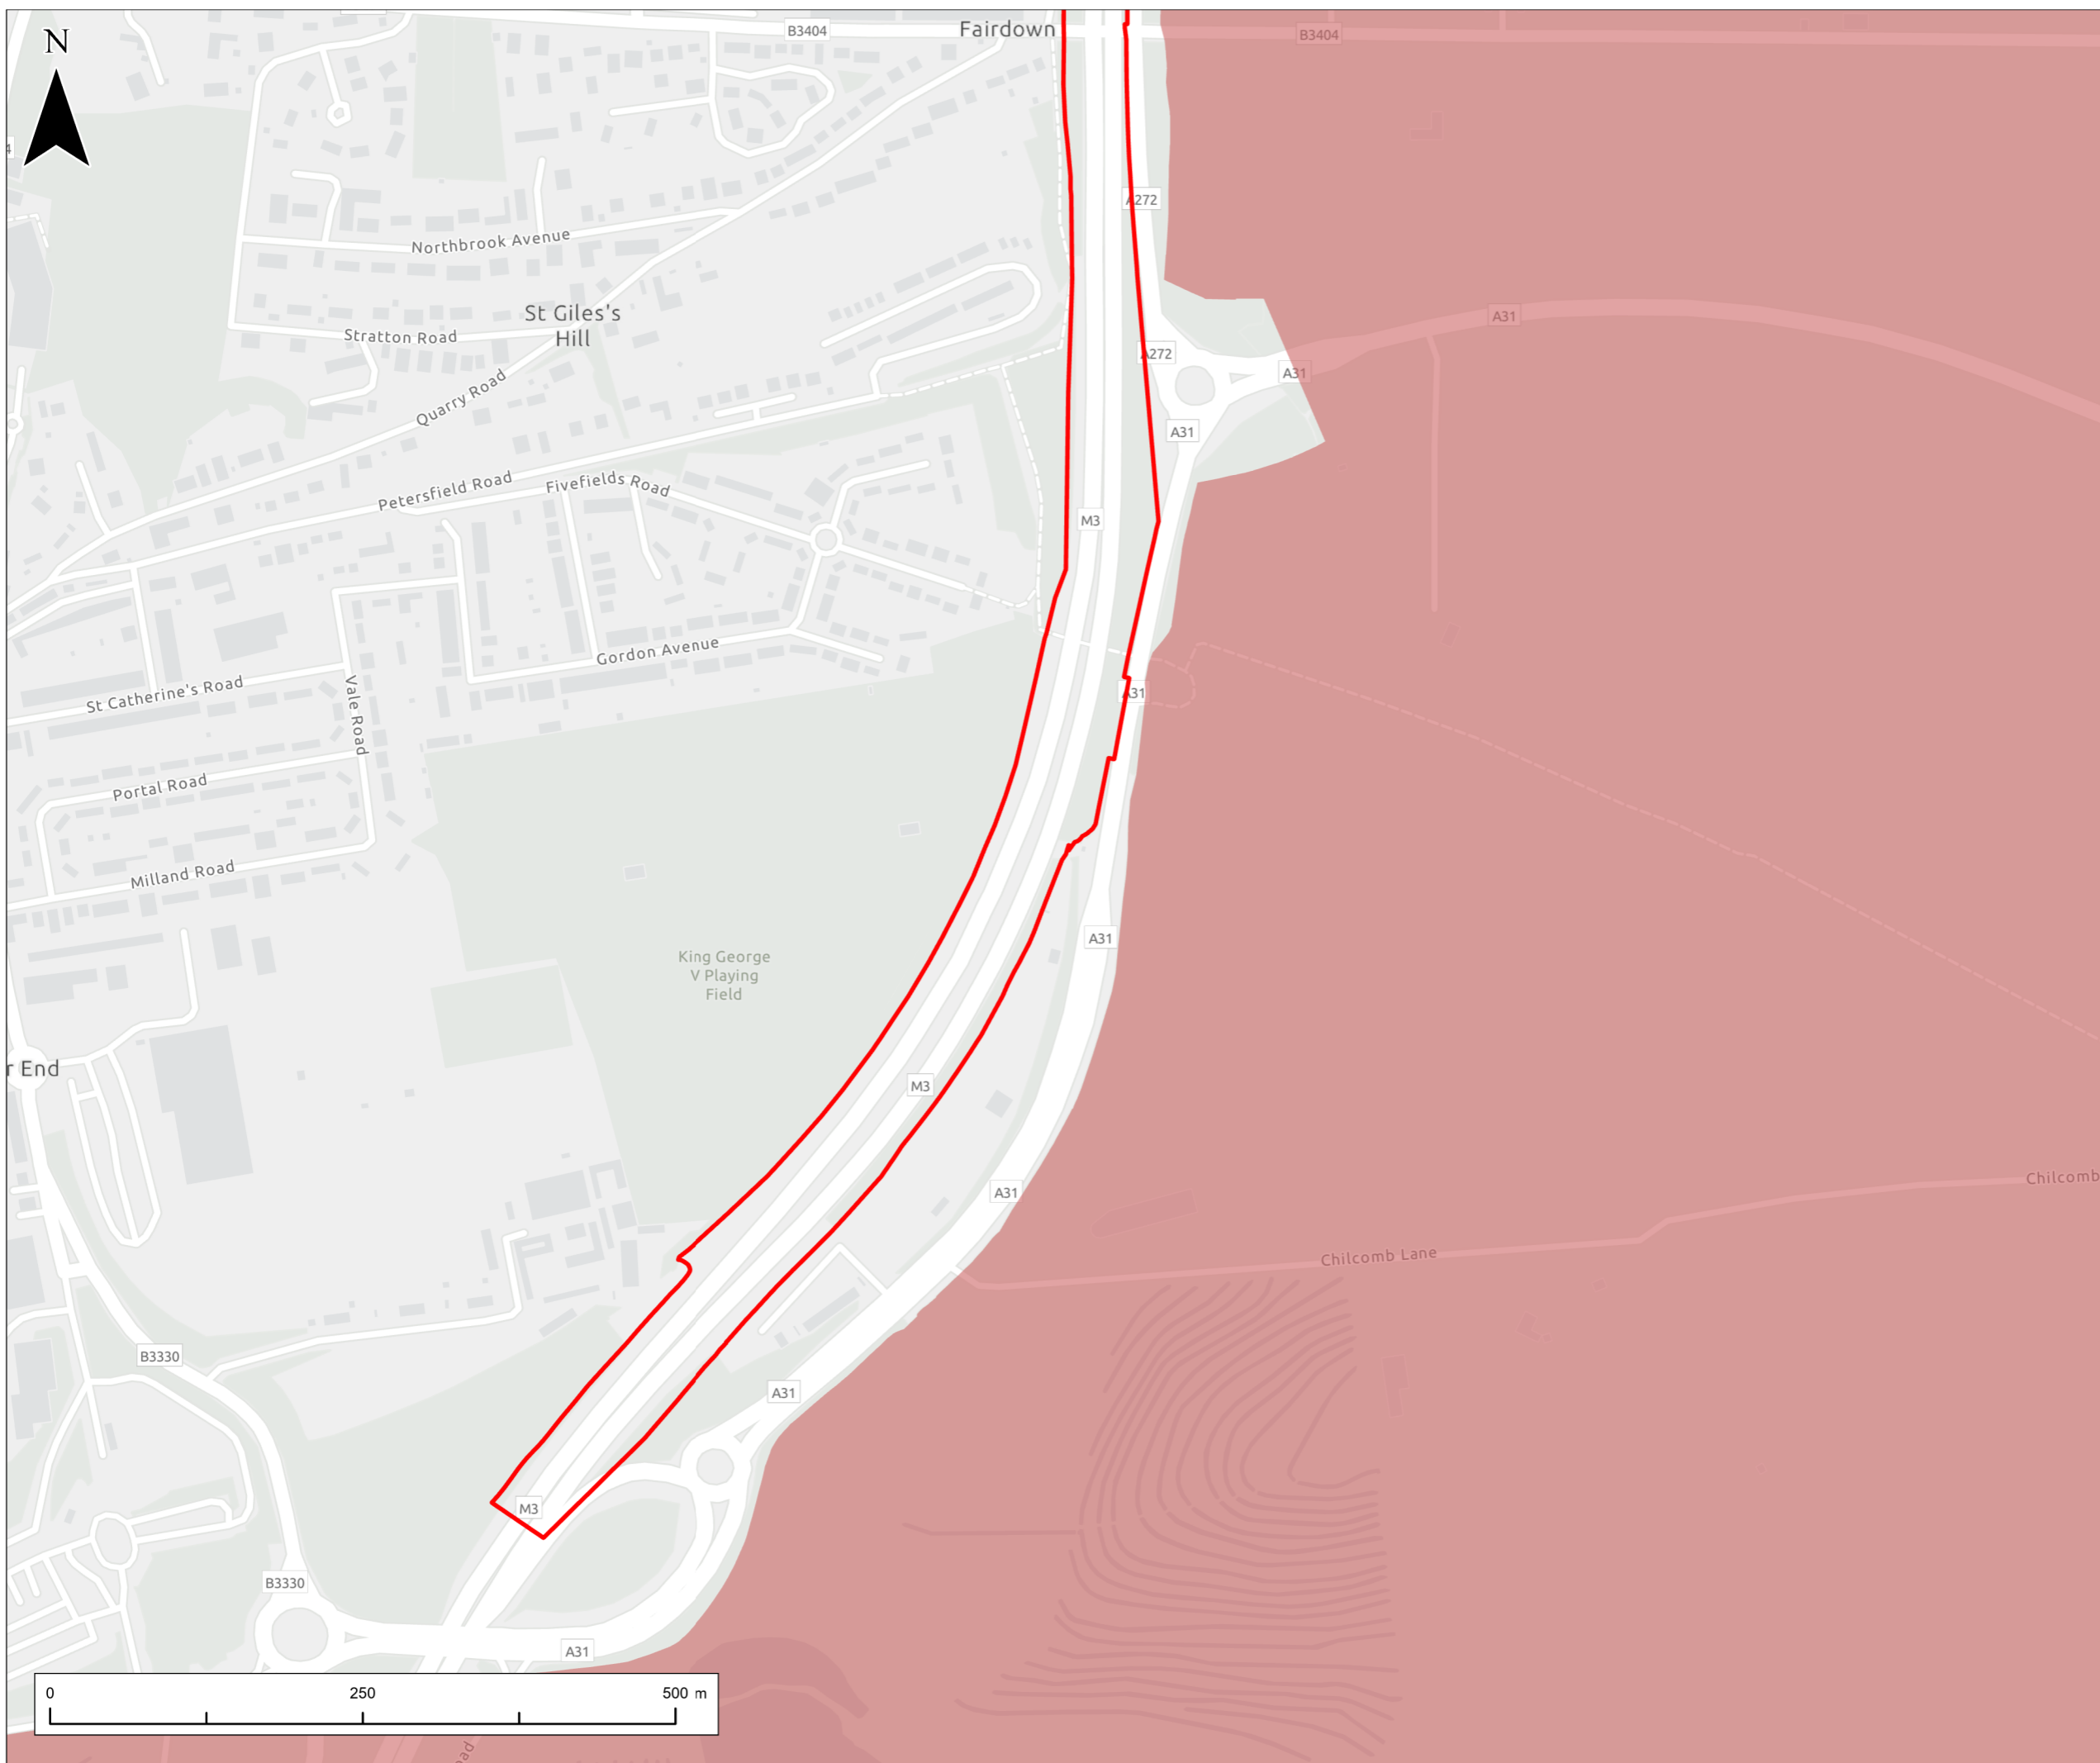 N
B3404
Fairdown
B3404
4
A272
Northbrook Avenue
St Giles's
Hill
Stratton Road
A31
A272
A31
Quarry Road
A31
Petersfield Road
Fivefields Road
M3
Gordon Avenue
St Catherine's Road
Vale Road
A31
Portal Road
Milland Road
A31
King George
V Playing
Field
r End
M3
Chilcomb
A31
Chilcomb Lane
B3330
A31
M3
B3330
A31
0 250 500 m
oad